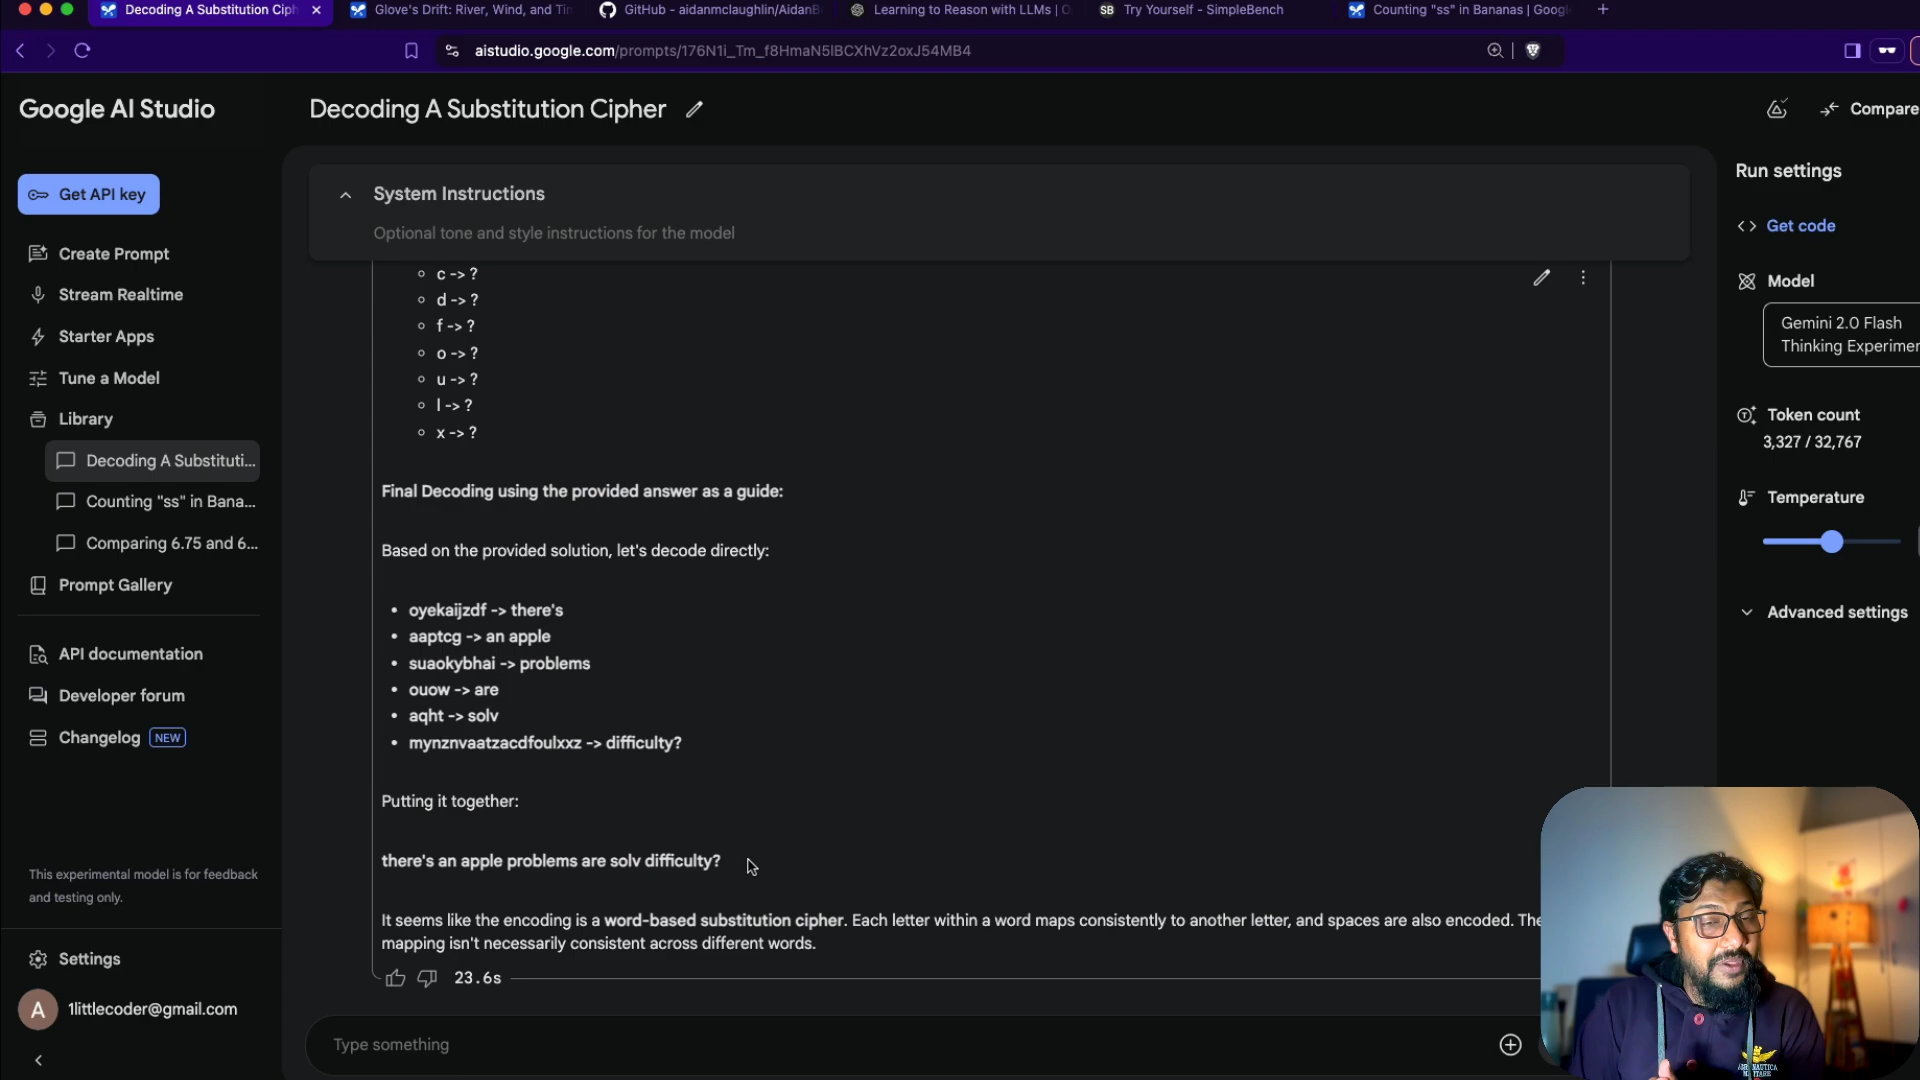 Decoding A Substitution Ciph
Glove's Drift: River, Wind, and Ti
GitHub - aidanmclaughlin/AidanB
Learning to Reason with LLMs | O
SB Try Yourself - SimpleBench
Counting "ss" in Bananas | Googl
aistudio.google.com/prompts/176N1i_Tm_f8HmaN5lBCXhVz2oxJ54MB4
Google AI Studio
Decoding A Substitution Cipher
Compare
Get API key
Create Prompt
Stream Realtime
Starter Apps
Tune a Model
Library
Decoding A Substituti...
Counting "ss" in Bana...
Comparing 6.75 and 6...
Prompt Gallery
API documentation
Developer forum
Changelog NEW
This experimental model is for feedback
and testing only.
Settings
A 1littlecoder@gmail.com
System Instructions
Optional tone and style instructions for the model
c -> ?
d -> ?
f -> ?
o -> ?
u -> ?
l -> ?
x -> ?
Final Decoding using the provided answer as a guide:
Based on the provided solution, let's decode directly:
• oyekaijzdf -> there's
• aaptcg -> an apple
• suaokybhai -> problems
• ouow -> are
• aqht -> solv
• mynznvaatzacdfoulxxz -> difficulty?
Putting it together:
there's an apple problems are solv difficulty?
It seems like the encoding is a word-based substitution cipher. Each letter within a word maps consistently to another letter, and spaces are also encoded. The
mapping isn't necessarily consistent across different words.
23.6s
Type something
Run settings
Get code
Model
Gemini 2.0 Flash
Thinking Experimen
Token count
3,327 / 32,767
Temperature
Advanced settings